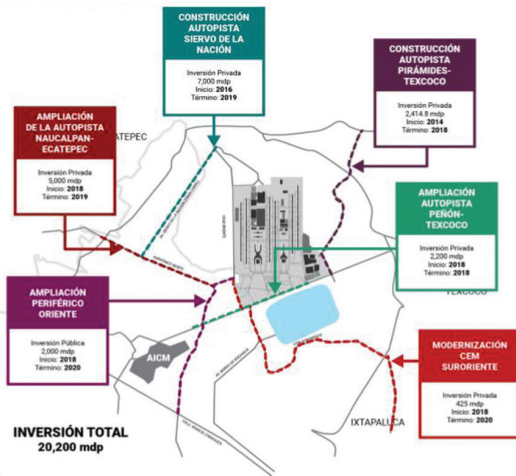 CONSTRUCCIÓN
AUTOPISTA
SIERVO DE LA
NACIÓN
Inversión Privada
7,000 mdp
Inicio: 2016
Término: 2019
CONSTRUCCIÓN
AUTOPISTA
PIRÁMIDES-
TEXCOCO
Inversión Privada
2,414.8 mdp
Inicio: 2014
Término: 2018
AMPLIACIÓN
DE LA AUTOPISTA
NAUCALPAN-
ECATEPEC
Inversión Privada
5,000 mdp
Inicio: 2018
Término: 2019
ATEPEC
AMPLIACIÓN
AUTOPISTA
PEÑÓN-
TEXCOCO
Inversión Privada
2,200 mdp
Inicio: 2018
Término: 2018
TEXCOCO
AMPLIACIÓN
PERIFÉRICO
ORIENTE
Inversión Pública
2,000 mdp
Inicio: 2018
Término: 2020
AICM
MODERNIZACIÓN
CEM
SURORIENTE
Inversión Privada
425 mdp
Inicio: 2018
Término: 2020
IXTAPALUCA
INVERSIÓN TOTAL
20,200 mdp